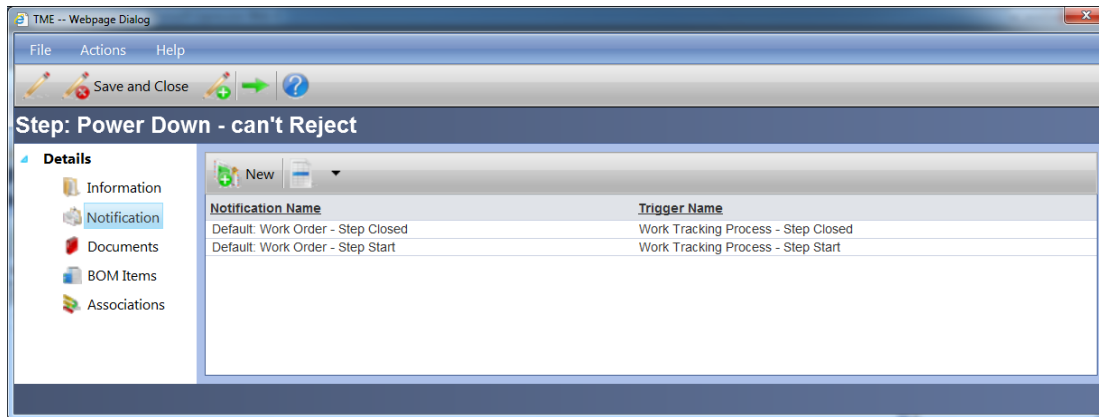 TME -- Webpage Dialog
File Actions Help
Save and Close
Step: Power Down - can't Reject
Details
Information
Notification
Documents
BOM Items
Associations
New
Notification Name Trigger Name
Default: Work Order - Step Closed Work Tracking Process - Step Closed
Default: Work Order - Step Start Work Tracking Process - Step Start